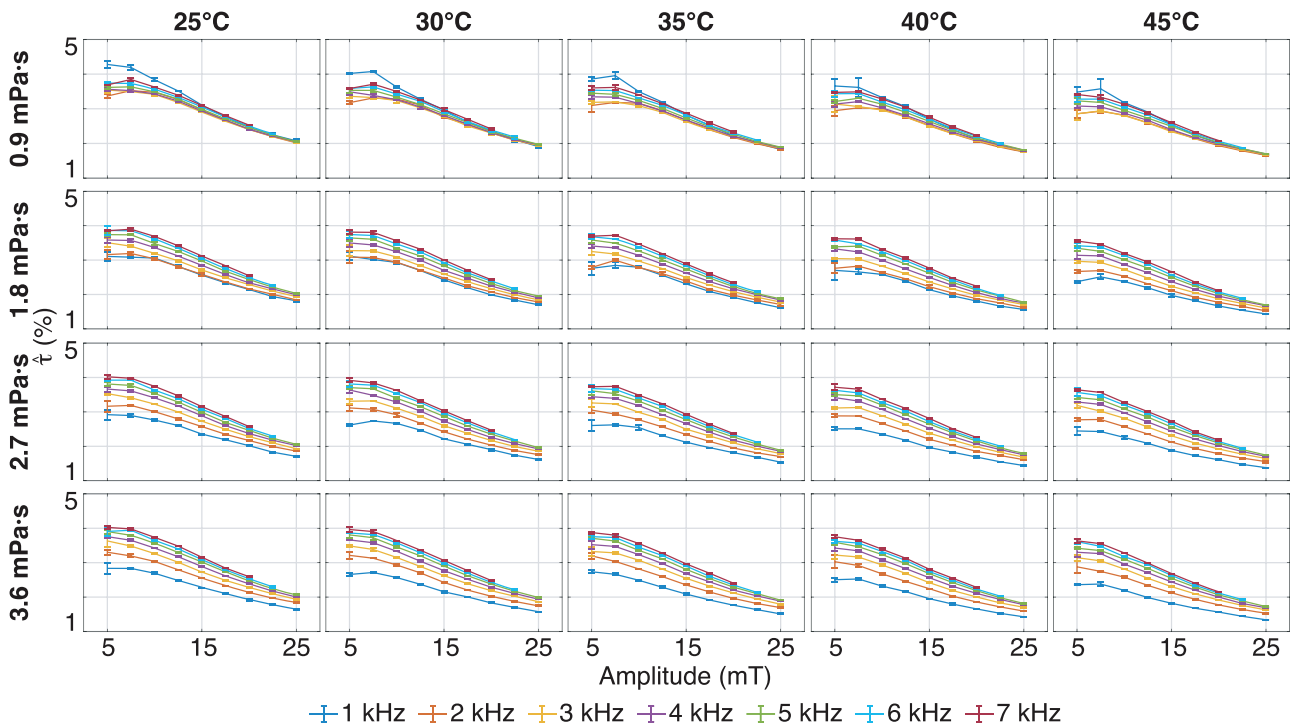 25°C 30°C 35°C 40°C 45°C
0.9 mPa·s
5
1
1.8 mPa·s
5
1
τ̂ (%)
2.7 mPa·s
5
1
3.6 mPa·s
5
1
5 15 25 5 15 25 5 15 25 5 15 25 5 15 25
Amplitude (mT)
1 kHz 2 kHz 3 kHz 4 kHz 5 kHz 6 kHz 7 kHz